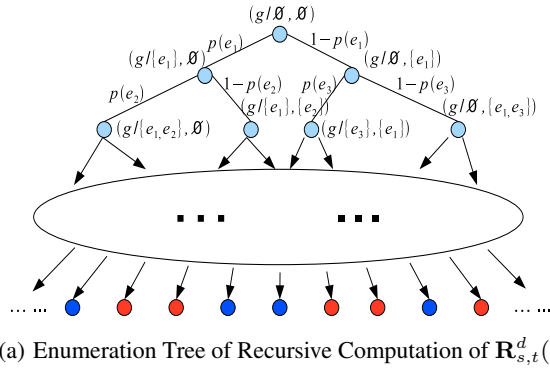 (g/∅, ∅)
p(e₁) 1−p(e₁)
(g/{e₁}, ∅) (g/∅, {e₁})
p(e₂) 1−p(e₂) p(e₃) 1−p(e₃)
(g/{e₁}, {e₂}) (g/∅, {e₁,e₃})
(g/{e₁,e₂}, ∅) (g/{e₃}, {e₁})
... ...
... ... ... ...
(a) Enumeration Tree of Recursive Computation of R^d_{s,t}(